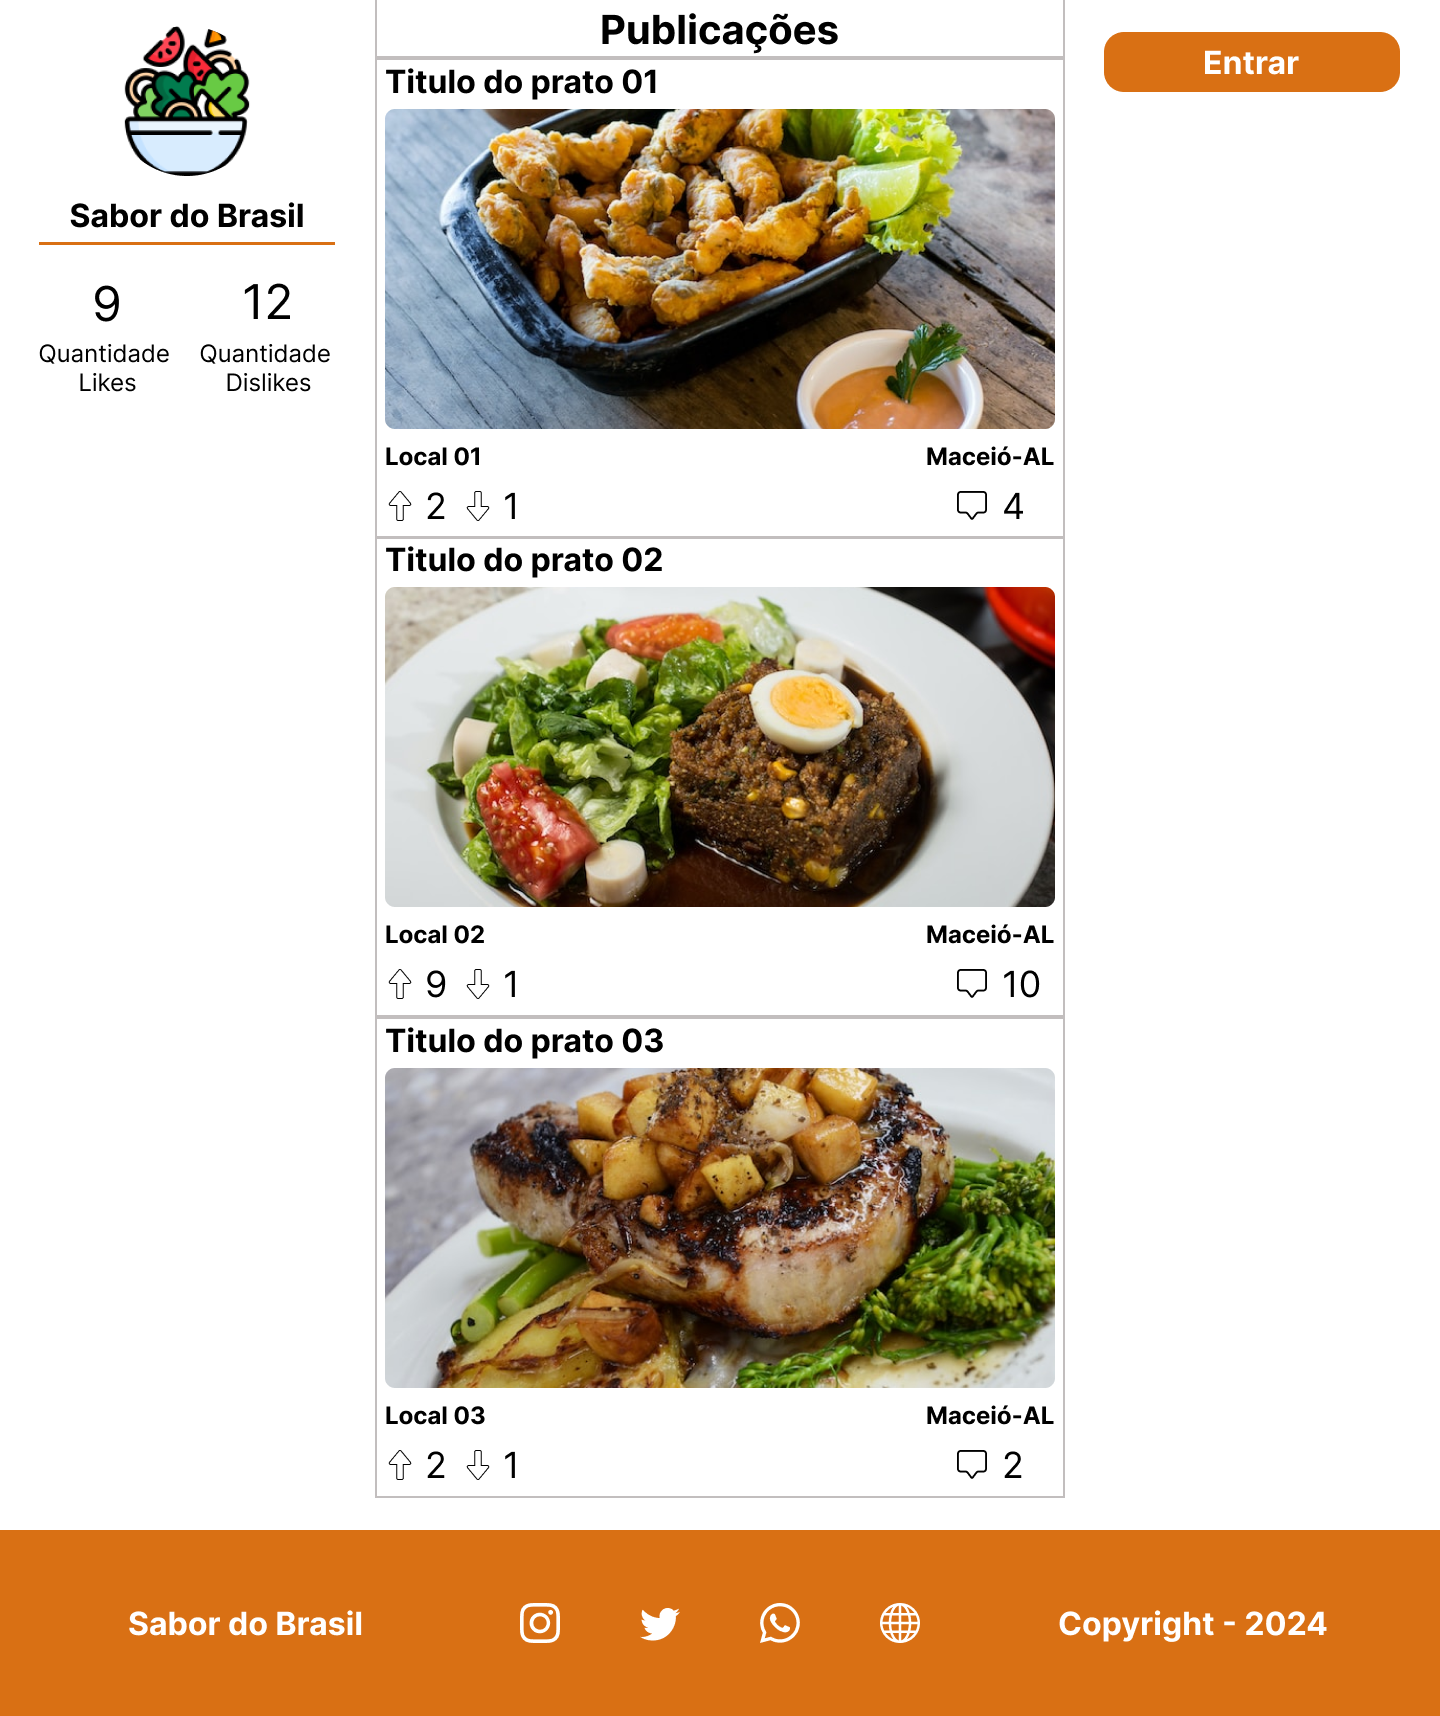 Sabor do Brasil
9
12
Quantidade
Likes
Quantidade
Dislikes
Publicações
Titulo do prato 01
Local 01
Maceió-AL
2
1
4
Titulo do prato 02
Local 02
Maceió-AL
9
1
10
Titulo do prato 03
Local 03
Maceió-AL
2
1
2
Entrar
Sabor do Brasil
Copyright - 2024